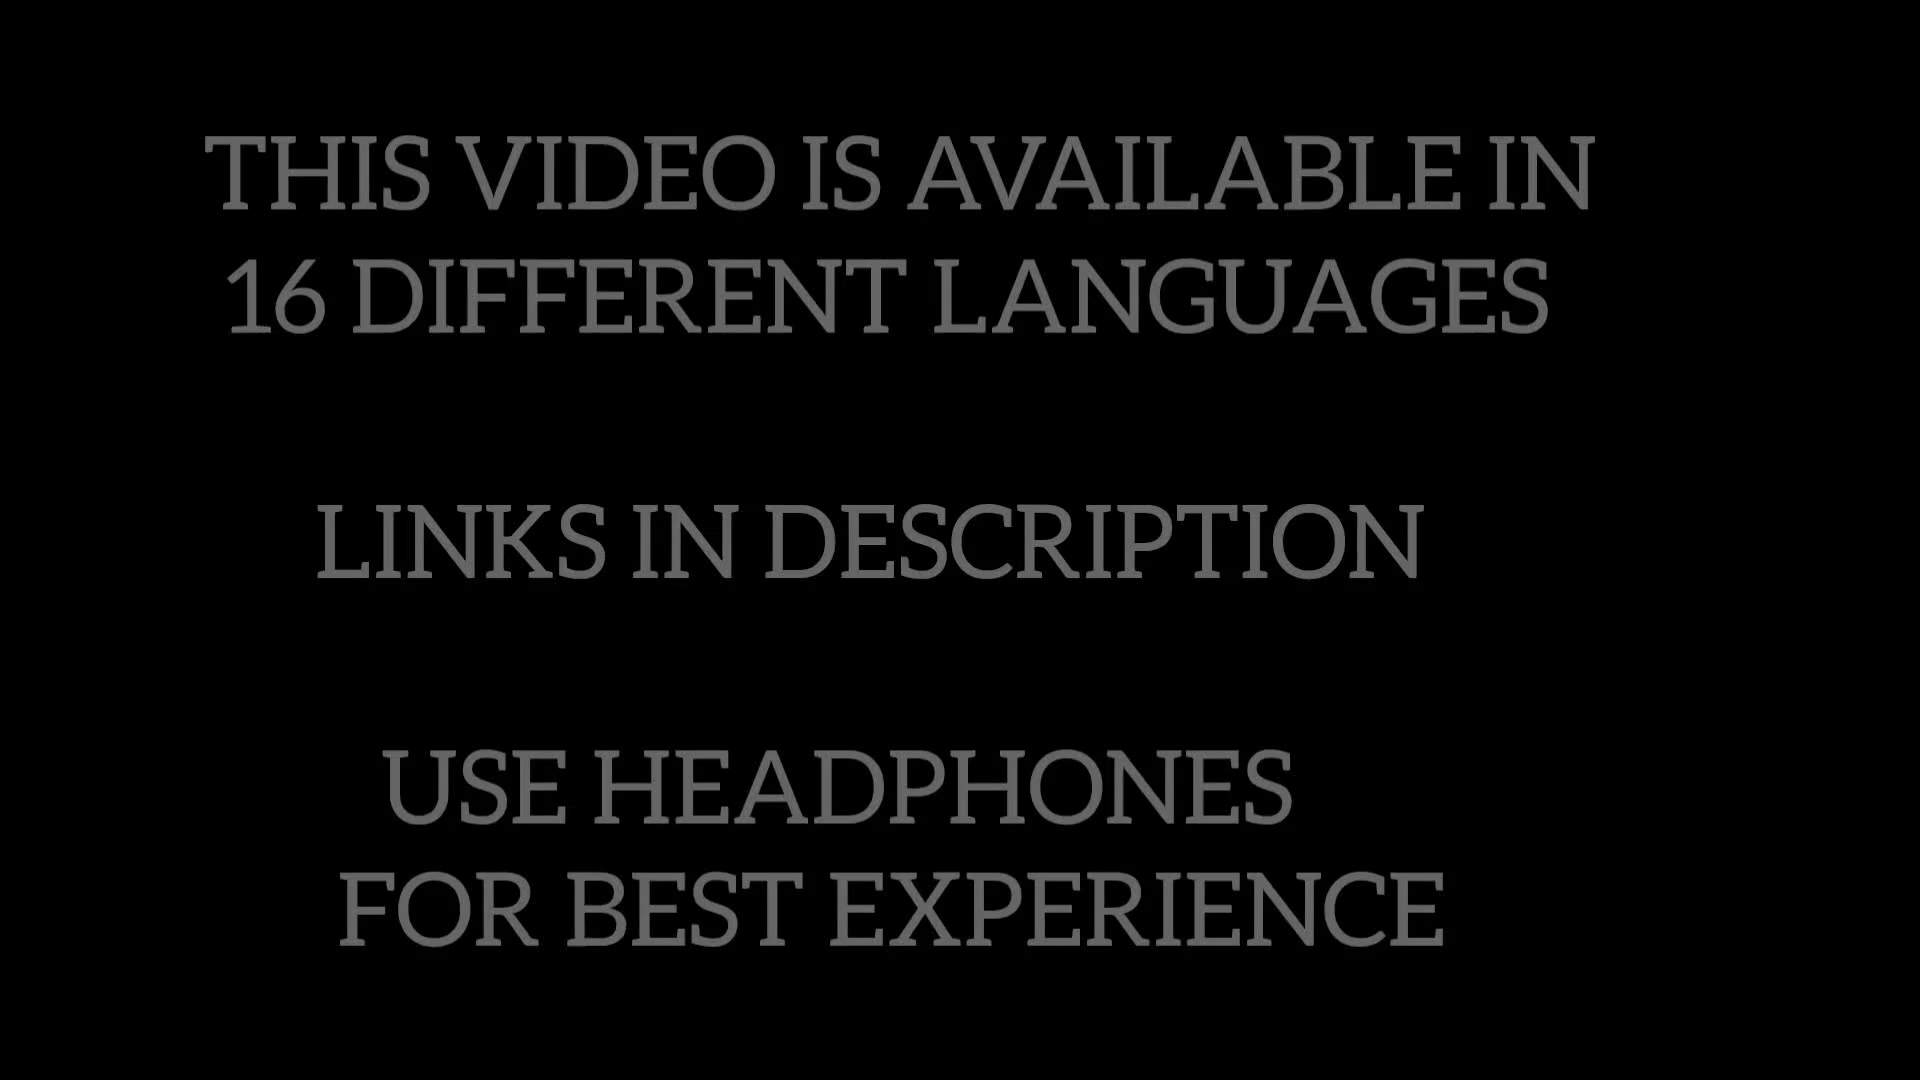 THIS VIDEO IS AVAILABLE IN
16 DIFFERENT LANGUAGES
LINKS IN DESCRIPTION
USE HEADPHONES
FOR BEST EXPERIENCE